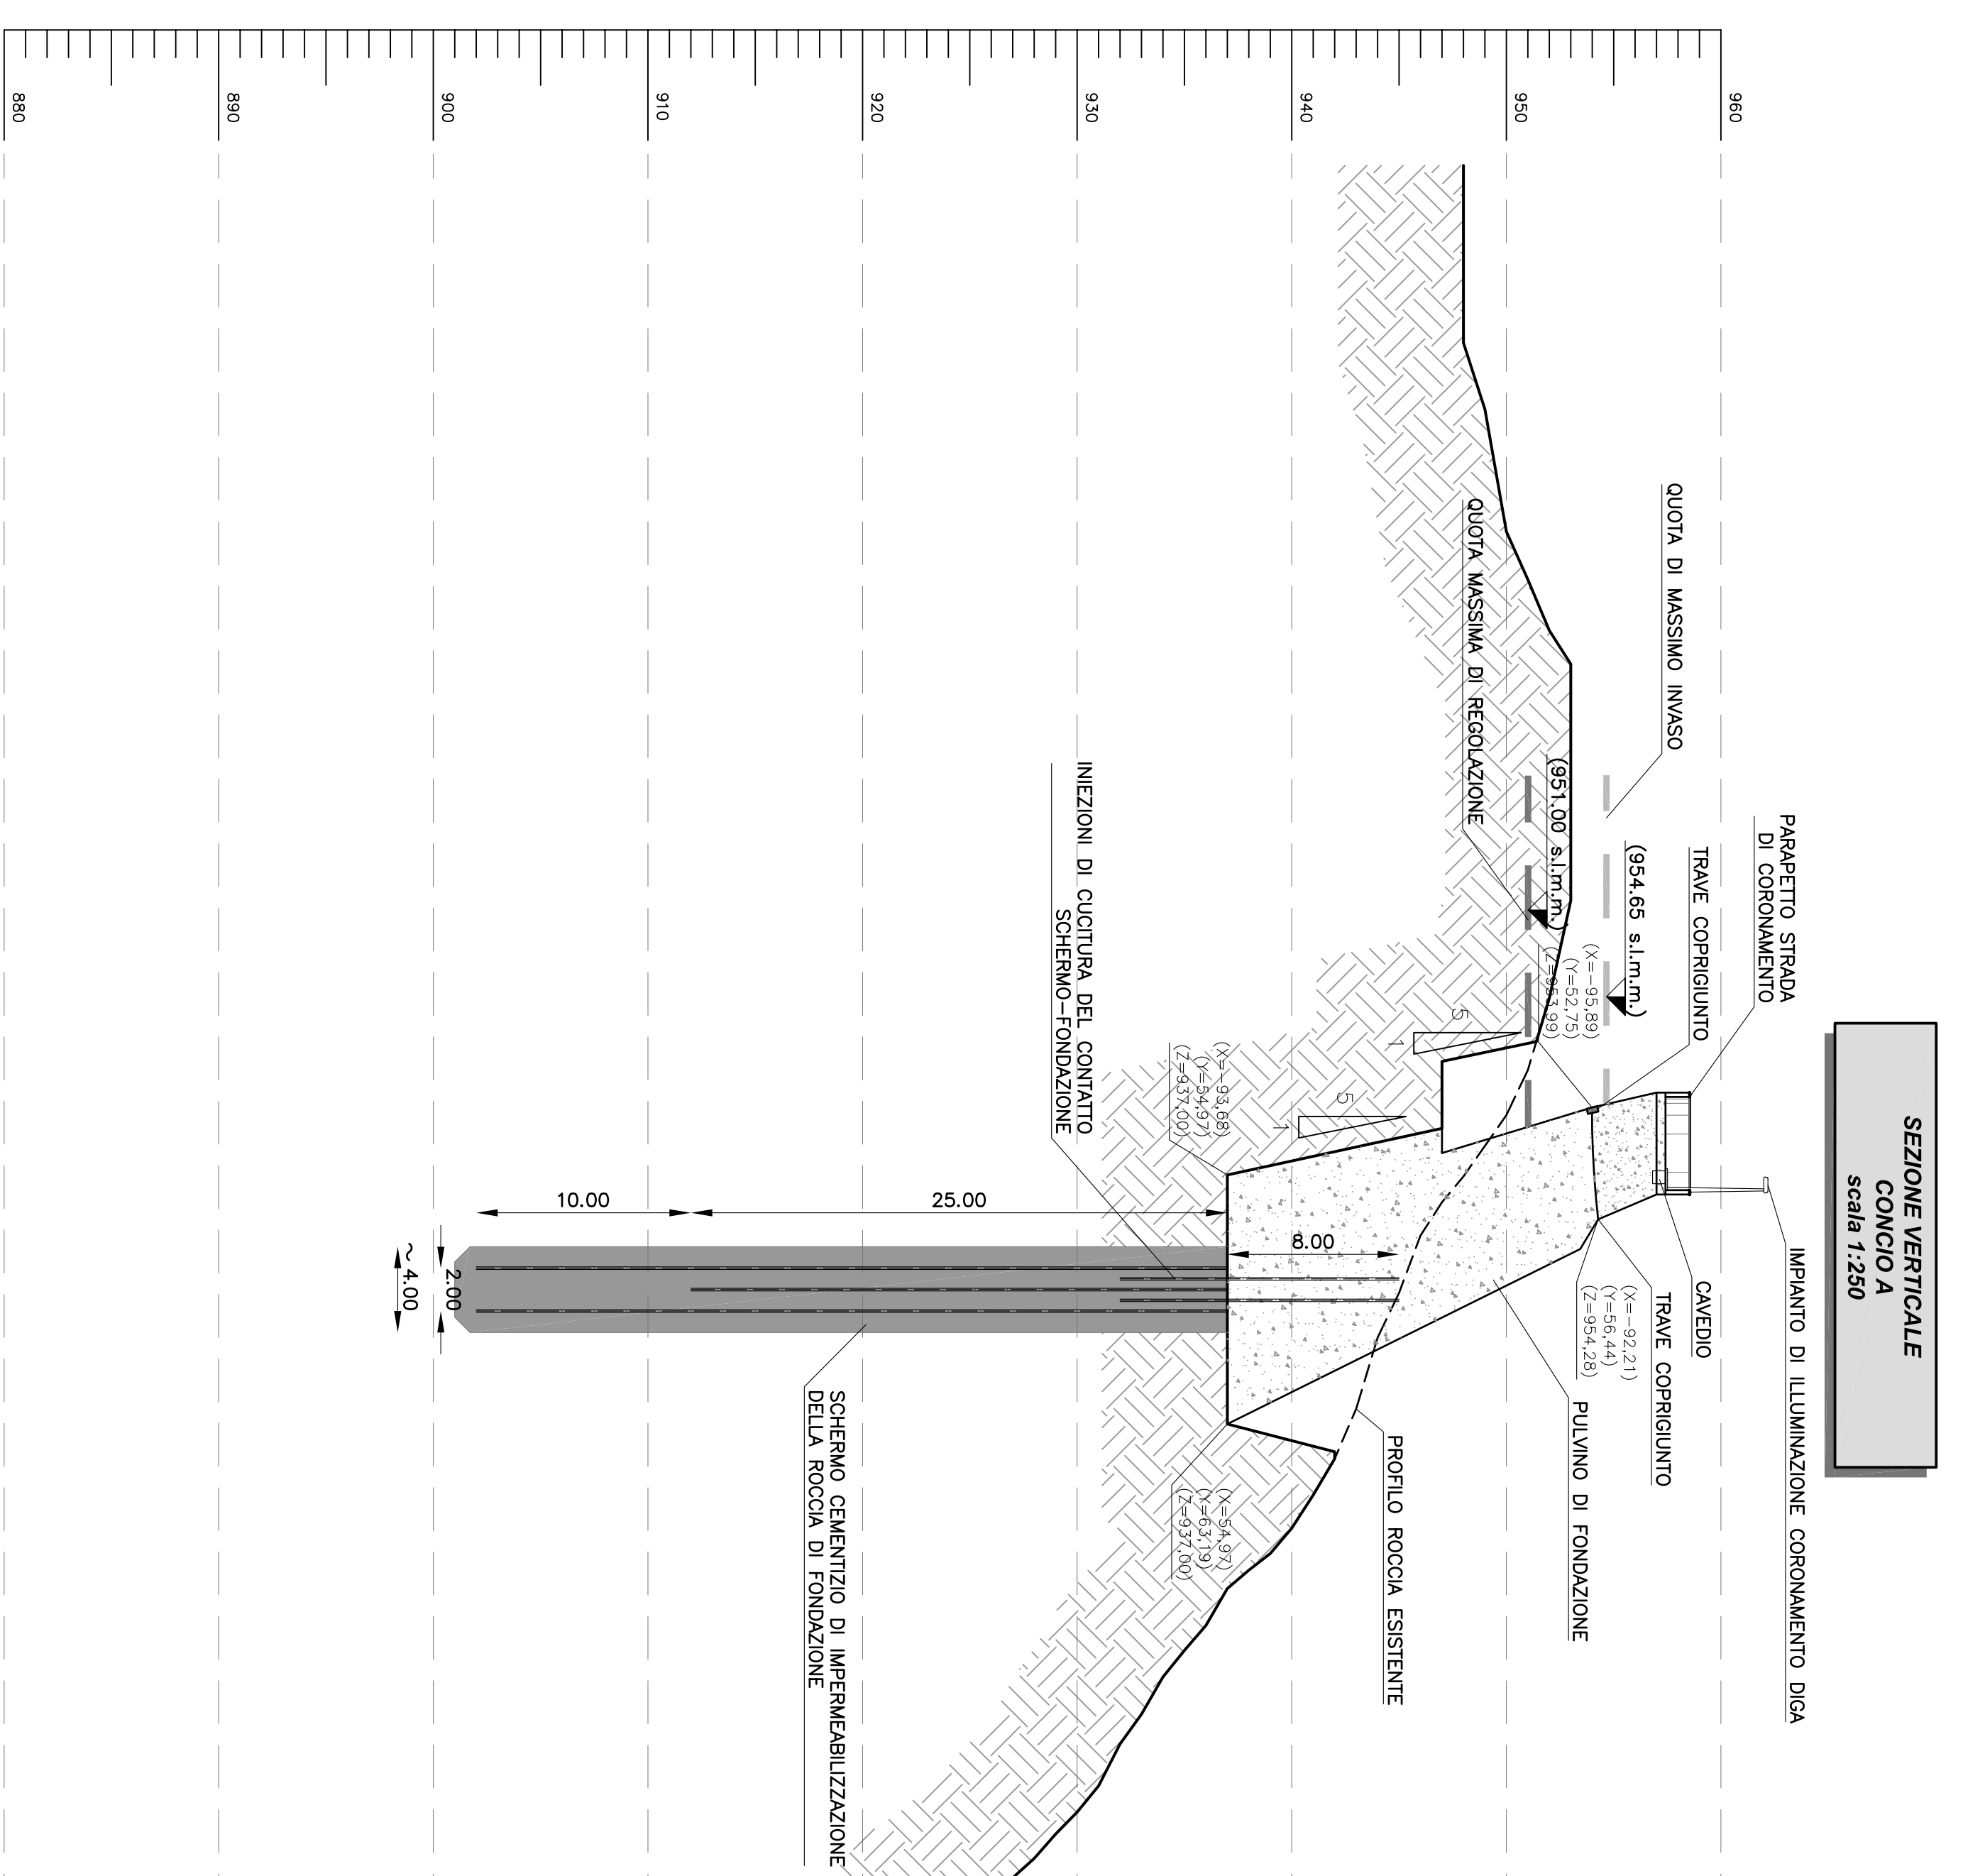 SEZIONE VERTICALE
CONCIO A
scala 1:250
IMPIANTO DI ILLUMINAZIONE CORONAMENTO DIGA
PARAPETTO STRADA
DI CORONAMENTO
TRAVE COPRIGIUNTO
CAVEDIO
QUOTA DI MASSIMO INVASO
(954.65 s.l.m.m.)
TRAVE COPRIGIUNTO
(X=-92,21)
(Y=56,44)
(Z=954,28)
(X=-95,89)
(Y=52,75)
(Z=953,99)
(951.00 s.l.m.m.)
PULVINO DI FONDAZIONE
QUOTA MASSIMA DI REGOLAZIONE
5
1
PROFILO ROCCIA ESISTENTE
5
1
8.00
(X=-93,68)
(Y=54,97)
(Z=937,00)
(X=54,97)
(Y=63,19)
(Z=937,00)
INIEZIONI DI CUCITURA DEL CONTATTO
SCHERMO-FONDAZIONE
25.00
10.00
SCHERMO CEMENTIZIO DI IMPERMEABILIZZAZIONE
DELLA ROCCIA DI FONDAZIONE
2.00
~ 4.00
960
950
940
930
920
910
900
890
880